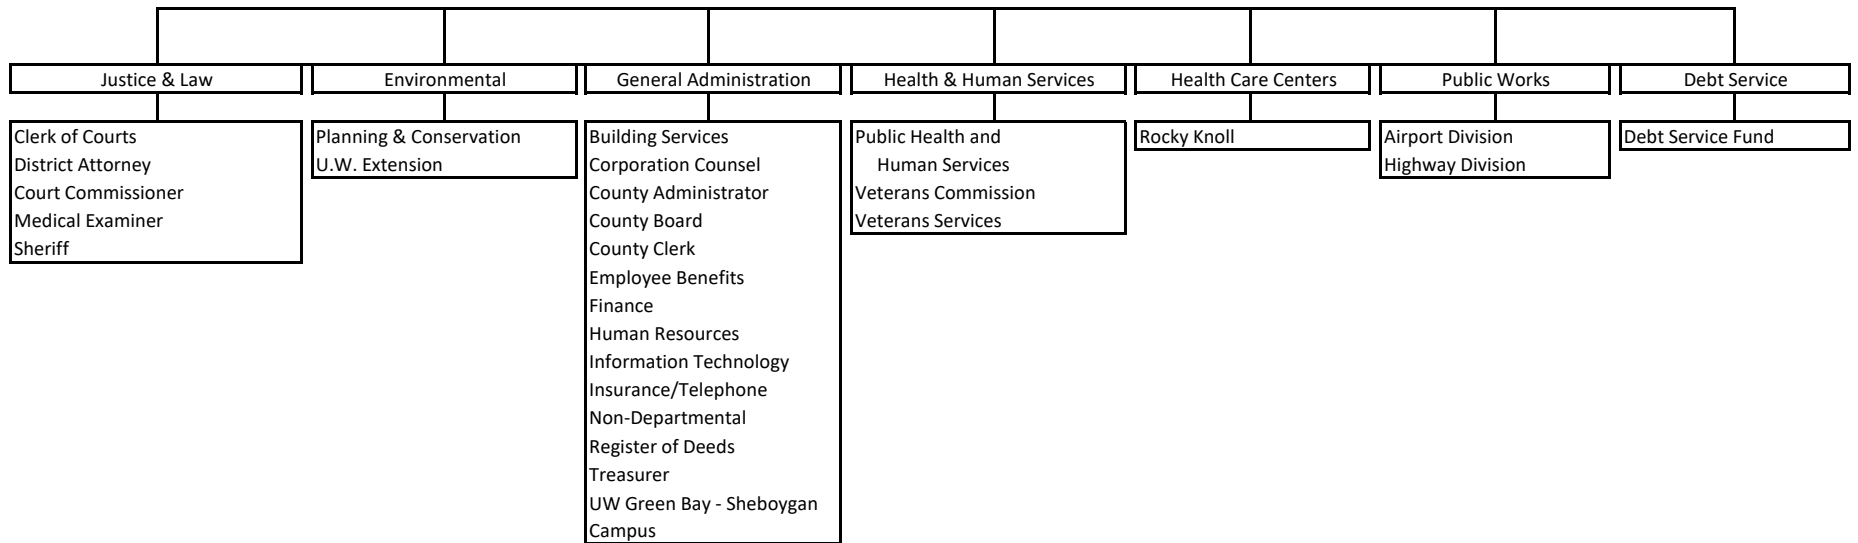 Justice & Law
Environmental
General Administration
Health & Human Services
Health Care Centers
Public Works
Debt Service
Clerk of Courts
District Attorney
Court Commissioner
Medical Examiner
Sheriff
Planning & Conservation
U.W. Extension
Building Services
Corporation Counsel
County Administrator
County Board
County Clerk
Employee Benefits
Finance
Human Resources
Information Technology
Insurance/Telephone
Non-Departmental
Register of Deeds
Treasurer
UW Green Bay - Sheboygan
Campus
Public Health and
Human Services
Veterans Commission
Veterans Services
Rocky Knoll
Airport Division
Highway Division
Debt Service Fund